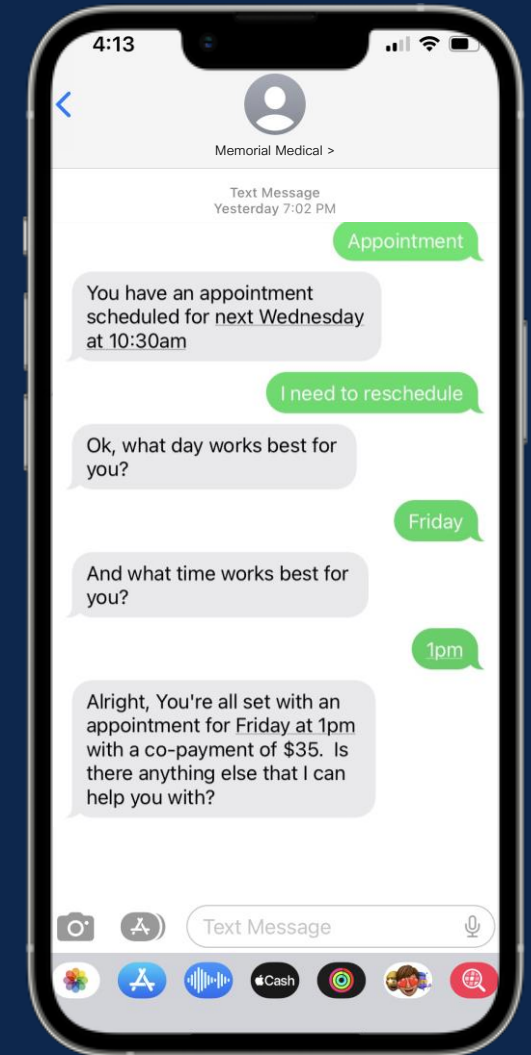 4:13
Memorial Medical >
Text Message
Yesterday 7:02 PM
Appointment
You have an appointment
scheduled for next Wednesday
at 10:30am
I need to reschedule
Ok, what day works best for
you?
Friday
And what time works best for
you?
1pm
Alright, You're all set with an
appointment for Friday at 1pm
with a co-payment of $35.  Is
there anything else that I can
help you with?
Text Message
Cash